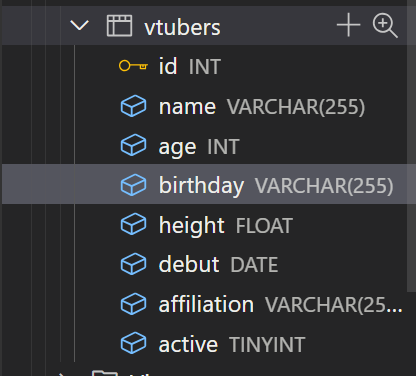 vtubers
id INT
name VARCHAR(255)
age INT
birthday VARCHAR(255)
height FLOAT
debut DATE
affiliation VARCHAR(25...
active TINYINT